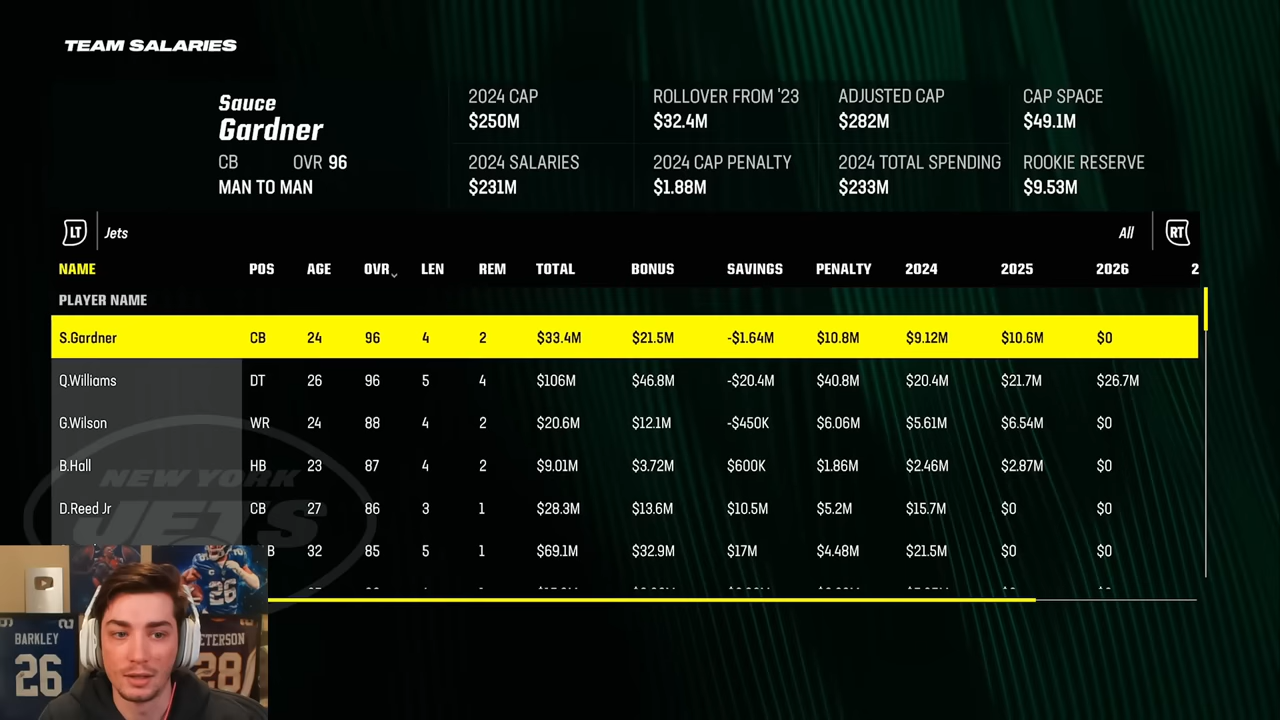 TEAM SALARIES
Sauce
Gardner
CB OVR 96
MAN TO MAN
2024 CAP ROLLOVER FROM '23 ADJUSTED CAP CAP SPACE
$250M $32.4M $282M $49.1M
2024 SALARIES 2024 CAP PENALTY 2024 TOTAL SPENDING ROOKIE RESERVE
$231M $1.88M $233M $9.53M
LT Jets All RT
NAME POS AGE OVR LEN REM TOTAL BONUS SAVINGS PENALTY 2024 2025 2026 2
PLAYER NAME
S.Gardner CB 24 96 4 2 $33.4M $21.5M -$1.64M $10.8M $9.12M $10.6M $0
Q.Williams DT 26 96 5 4 $106M $46.8M -$20.4M $40.8M $20.4M $21.7M $26.7M
G.Wilson WR 24 88 4 2 $20.6M $12.1M -$450K $6.06M $5.61M $6.54M $0
B.Hall HB 23 87 4 2 $9.01M $3.72M $600K $1.86M $2.46M $2.87M $0
D.Reed Jr CB 27 86 3 1 $28.3M $13.6M $10.5M $5.2M $15.7M $0 $0
B 32 85 5 1 $69.1M $32.9M $17M $4.48M $21.5M $0 $0
NEW YORK
JETS
BARKLEY
26
26
ETERSON
28